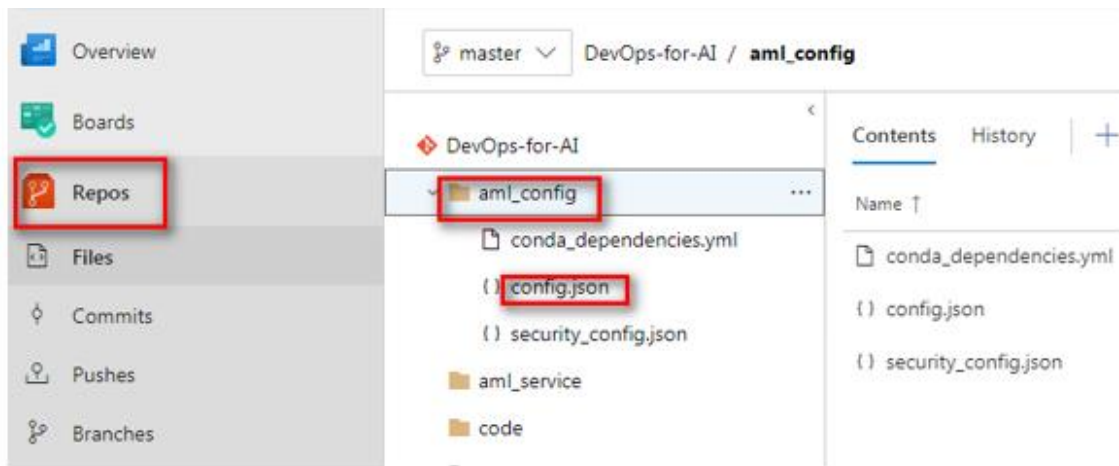 Overview
Boards
Repos
Files
Commits
Pushes
Branches
master
DevOps-for-AI / aml_config
DevOps-for-AI
aml_config
conda_dependencies.yml
config.json
security_config.json
aml_service
code
Contents History
Name ↑
conda_dependencies.yml
config.json
security_config.json